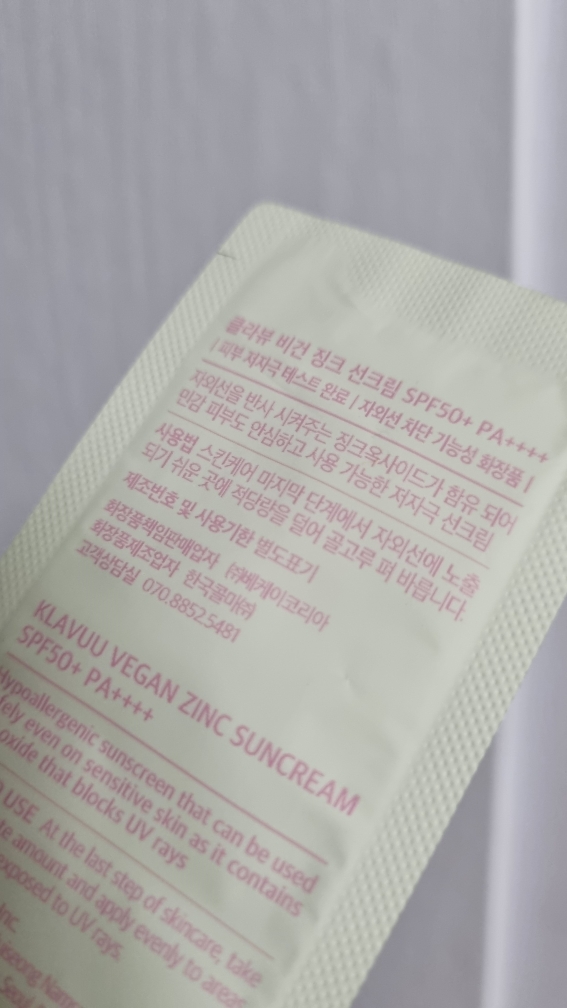 클라뷰 비건 징크 선크림 SPF50+ PA++++
| 피부 저자극 테스트 완료 | 자외선 차단 기능성 화장품 |
자외선을 반사 시켜주는 징크옥사이드가 함유 되어
민감 피부도 안심하고 사용 가능한 저자극 선크림
사용법 스킨케어 마지막 단계에서 자외선에 노출
되기 쉬운 곳에 적당량을 덜어 골고루 펴 바릅니다.
제조번호 및 사용기한 별도표기
화장품책임판매업자 ㈜배게이코리아
화장품제조업자 한국콜마㈜
고객상담실 070.8852.5481
KLAVUU VEGAN ZINC SUNCREAM
SPF50+ PA++++
Hypoallergenic sunscreen that can be used
fely even on sensitive skin as it contains
oxide that blocks UV rays
USE At the last step of skincare, take
te amount and apply evenly to areas
exposed to UV rays.
Inc.